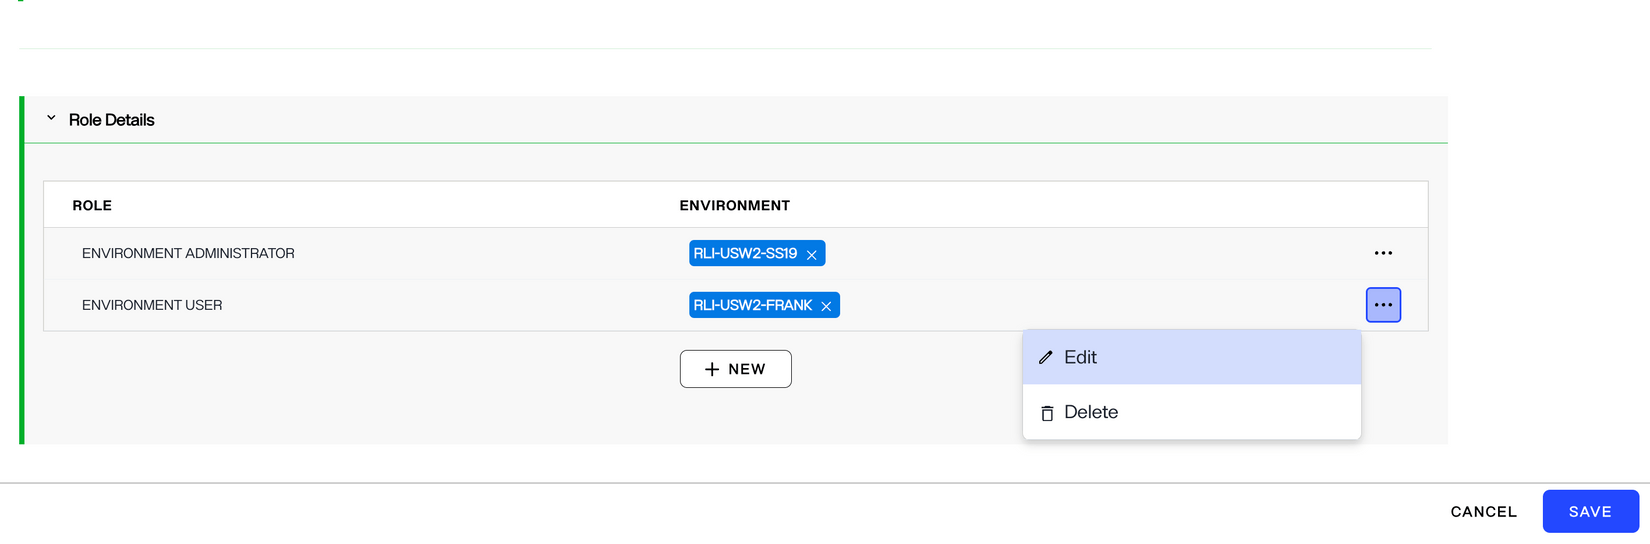 Role Details
ROLE ENVIRONMENT
ENVIRONMENT ADMINISTRATOR RLI-USW2-SS19
ENVIRONMENT USER RLI-USW2-FRANK
NEW
Edit
Delete
CANCEL SAVE